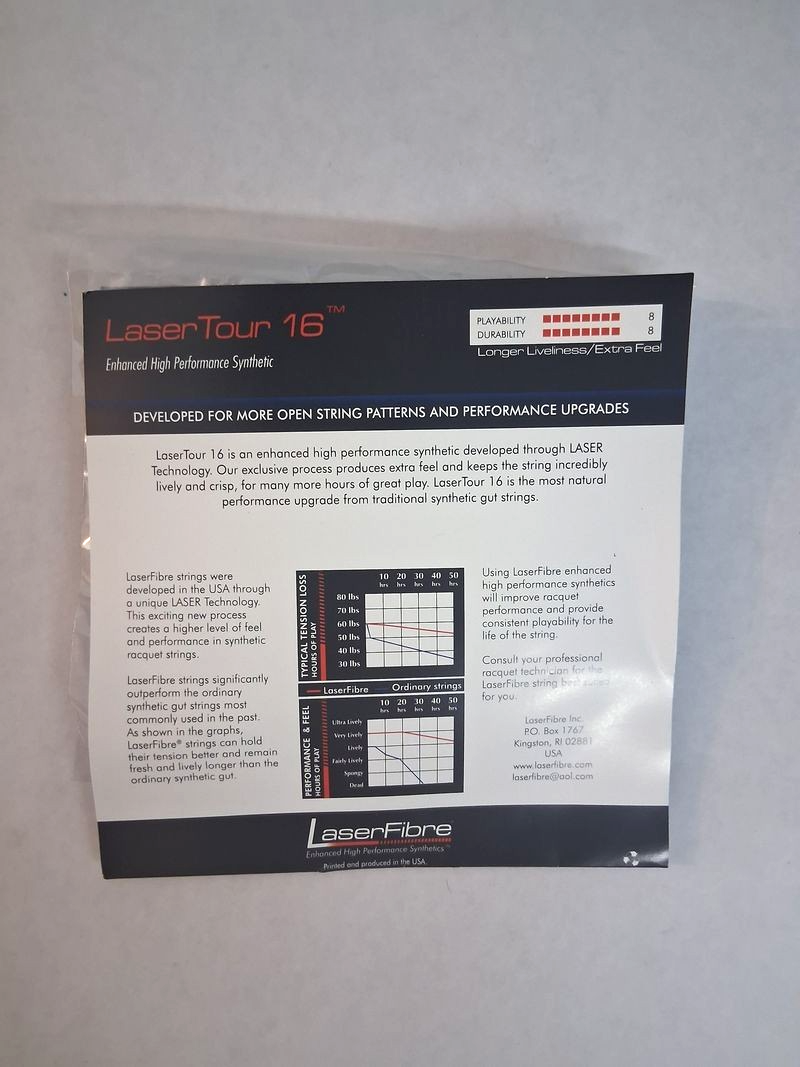 LaserTour 16™
Enhanced High Performance Synthetic
PLAYABILITY 8
DURABILITY 8
Longer Liveliness/Extra Feel
DEVELOPED FOR MORE OPEN STRING PATTERNS AND PERFORMANCE UPGRADES
LaserTour 16 is an enhanced high performance synthetic developed through LASER
Technology. Our exclusive process produces extra feel and keeps the string incredibly
lively and crisp, for many more hours of great play. LaserTour 16 is the most natural
performance upgrade from traditional synthetic gut strings.
LaserFibre strings were
developed in the USA through
a unique LASER Technology.
This exciting new process
creates a higher level of feel
and performance in synthetic
racquet strings.
LaserFibre strings significantly
outperform the ordinary
synthetic gut strings most
commonly used in the past.
As shown in the graphs,
LaserFibre® strings can hold
their tension better and remain
fresh and lively longer than the
ordinary synthetic gut.
TYPICAL TENSION LOSS
HOURS OF PLAY
10 20 30 40 50
hrs hrs hrs hrs hrs
80 lbs
70 lbs
60 lbs
50 lbs
40 lbs
30 lbs
LaserFibre Ordinary strings
PERFORMANCE & FEEL
HOURS OF PLAY
10 20 30 40 50
hrs hrs hrs hrs hrs
Ultra Lively
Very Lively
Lively
Fairly Lively
Spongy
Dead
Using LaserFibre enhanced
high performance synthetics
will improve racquet
performance and provide
consistent playability for the
life of the string.
Consult your professional
racquet technician for the
LaserFibre string best suited
for you.
LaserFibre Inc.
P.O. Box 1767
Kingston, RI 02881
USA
www.laserfibre.com
laserfibre@aol.com
LaserFibre
Enhanced High Performance Synthetics™
Printed and produced in the USA.